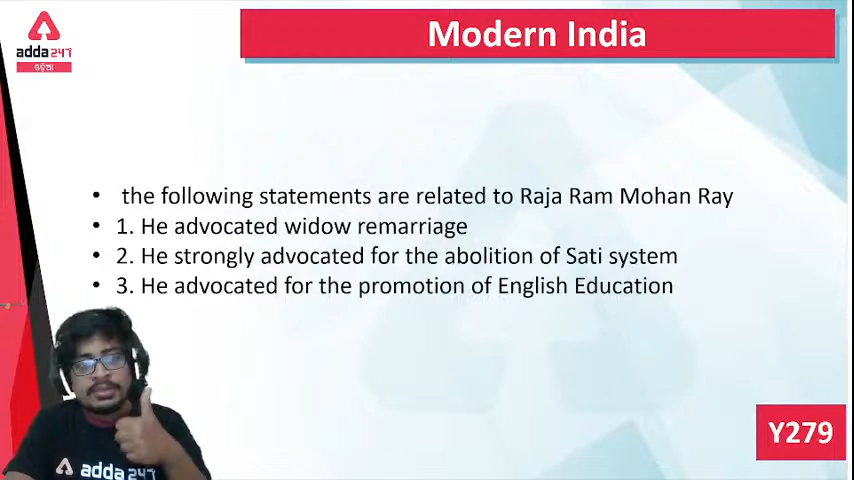 Modern India
adda247
ଓଡ଼ିଆ
• the following statements are related to Raja Ram Mohan Ray
• 1. He advocated widow remarriage
• 2. He strongly advocated for the abolition of Sati system
• 3. He advocated for the promotion of English Education
adda247
Y279